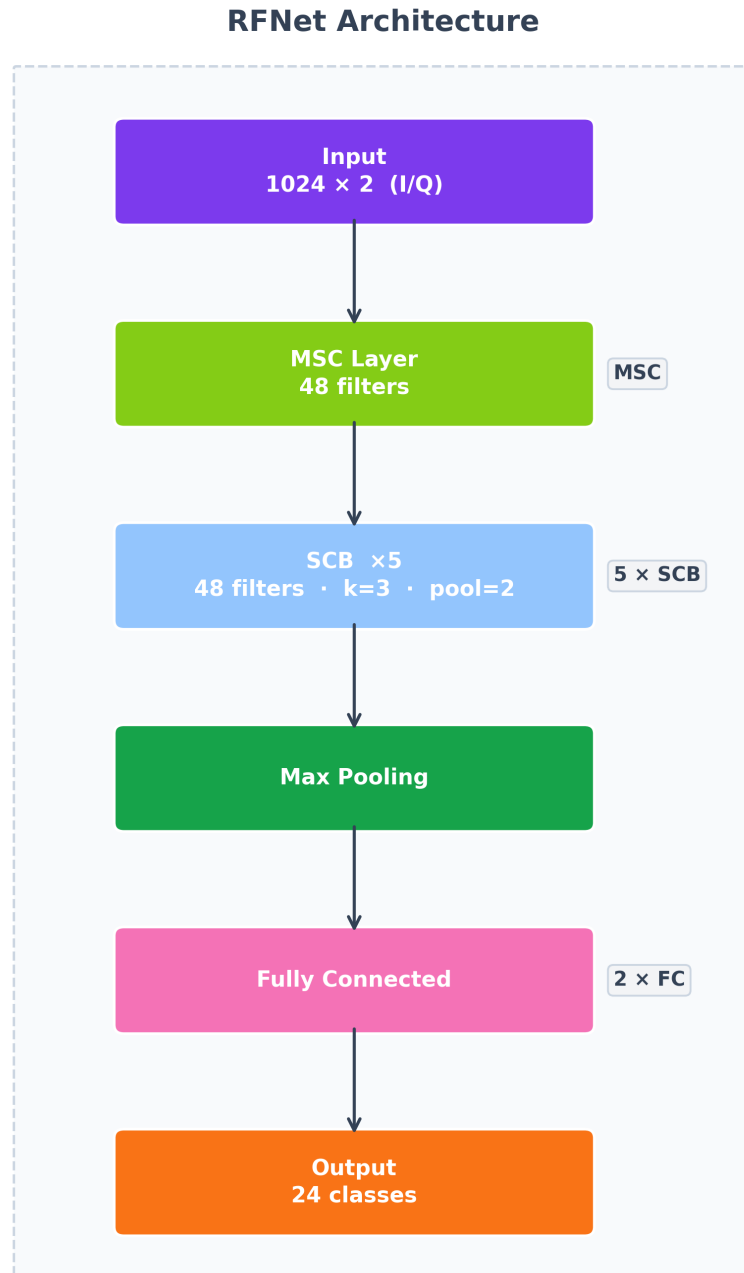 RFNet Architecture
Input
1024 × 2  (I/Q)
MSC Layer
48 filters
MSC
SCB  ×5
48 filters  ·  k=3  ·  pool=2
5 × SCB
Max Pooling
Fully Connected
2 × FC
Output
24 classes